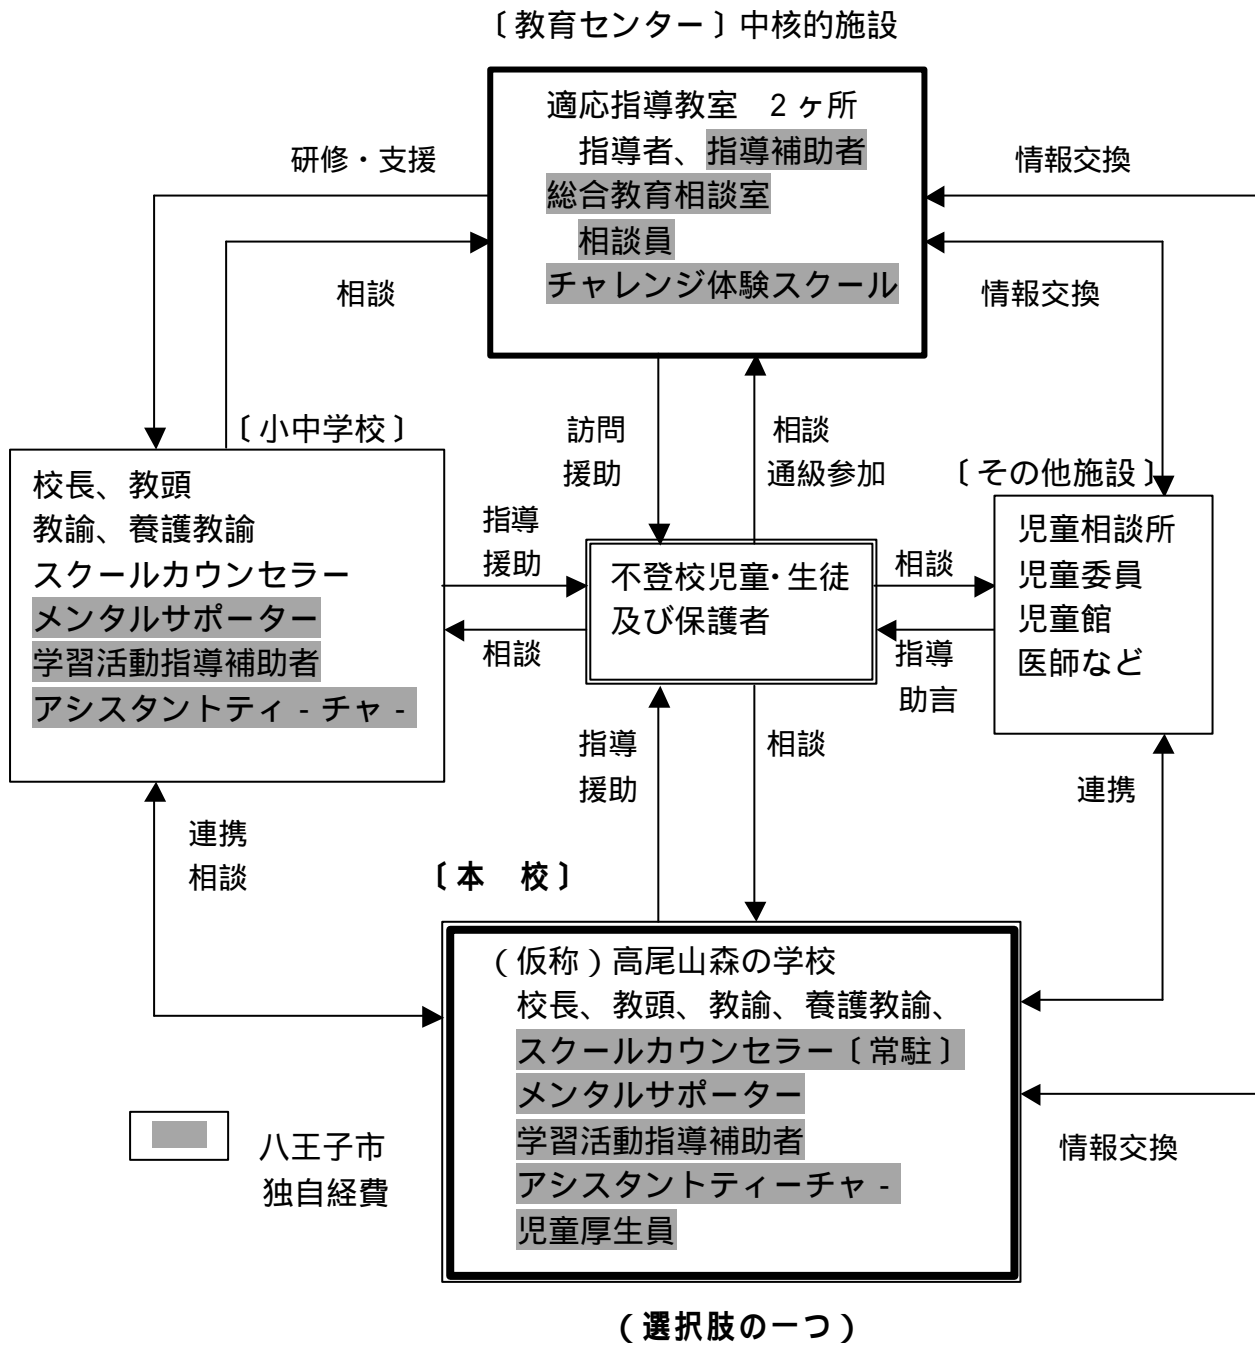 〔教育センター〕中核的施設
適応指導教室　2ヶ所
指導者、指導補助者
総合教育相談室
相談員
チャレンジ体験スクール
研修・支援
相談
情報交換
情報交換
〔小中学校〕
校長、教頭
教諭、養護教諭
スクールカウンセラー
メンタルサポーター
学習活動指導補助者
アシスタントティ-チャ-
訪問
援助
相談
通級参加
〔その他施設〕
児童相談所
児童委員
児童館
医師など
指導
援助
相談
不登校児童・生徒
及び保護者
相談
指導
助言
指導
援助
相談
連携
連携
相談
〔本　校〕
（仮称）高尾山森の学校
校長、教頭、教諭、養護教諭、
スクールカウンセラー〔常駐〕
メンタルサポーター
学習活動指導補助者
アシスタントティーチャ-
児童厚生員
情報交換
八王子市
独自経費
（選択肢の一つ）